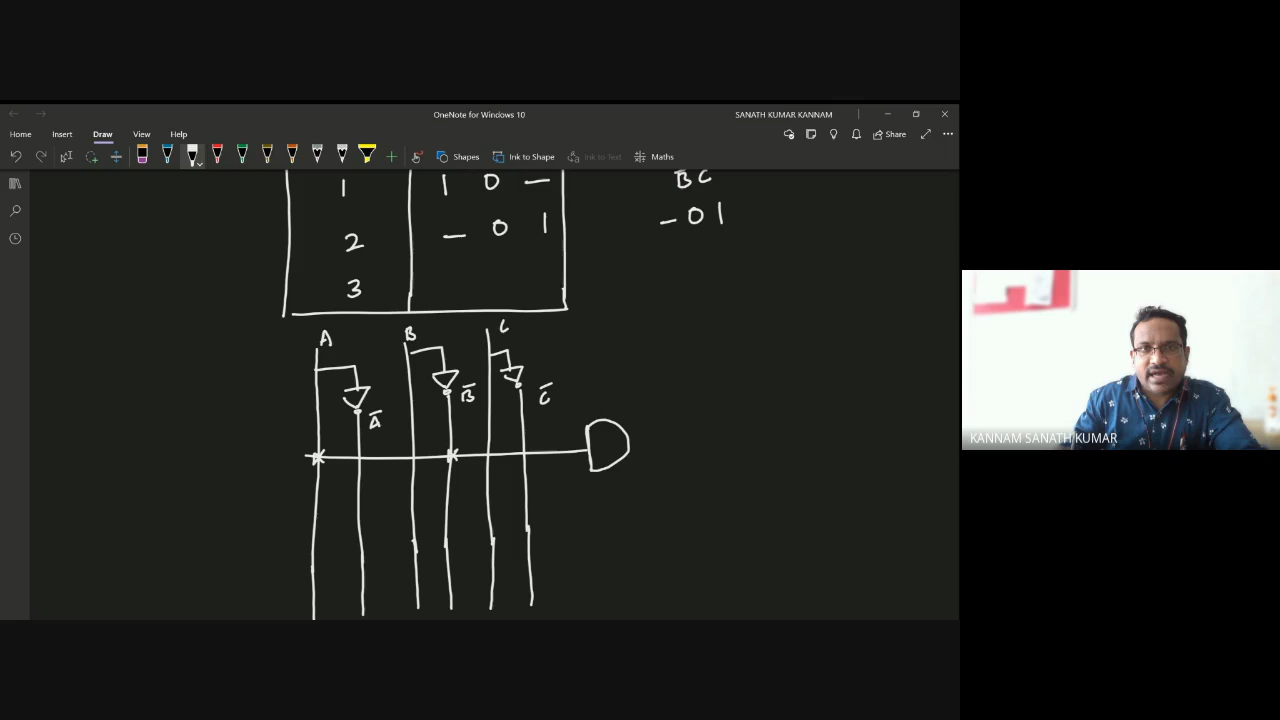 OneNote for Windows 10
SANATH KUMAR KANNAM
Home Insert Draw View Help
Share
Shapes Ink to Shape Ink to Text Maths
1 1 0 —
B̅ C
2 — 0 1
— 0 1
3
A B C
A̅ B̅ C̅
KANNAM SANATH KUMAR